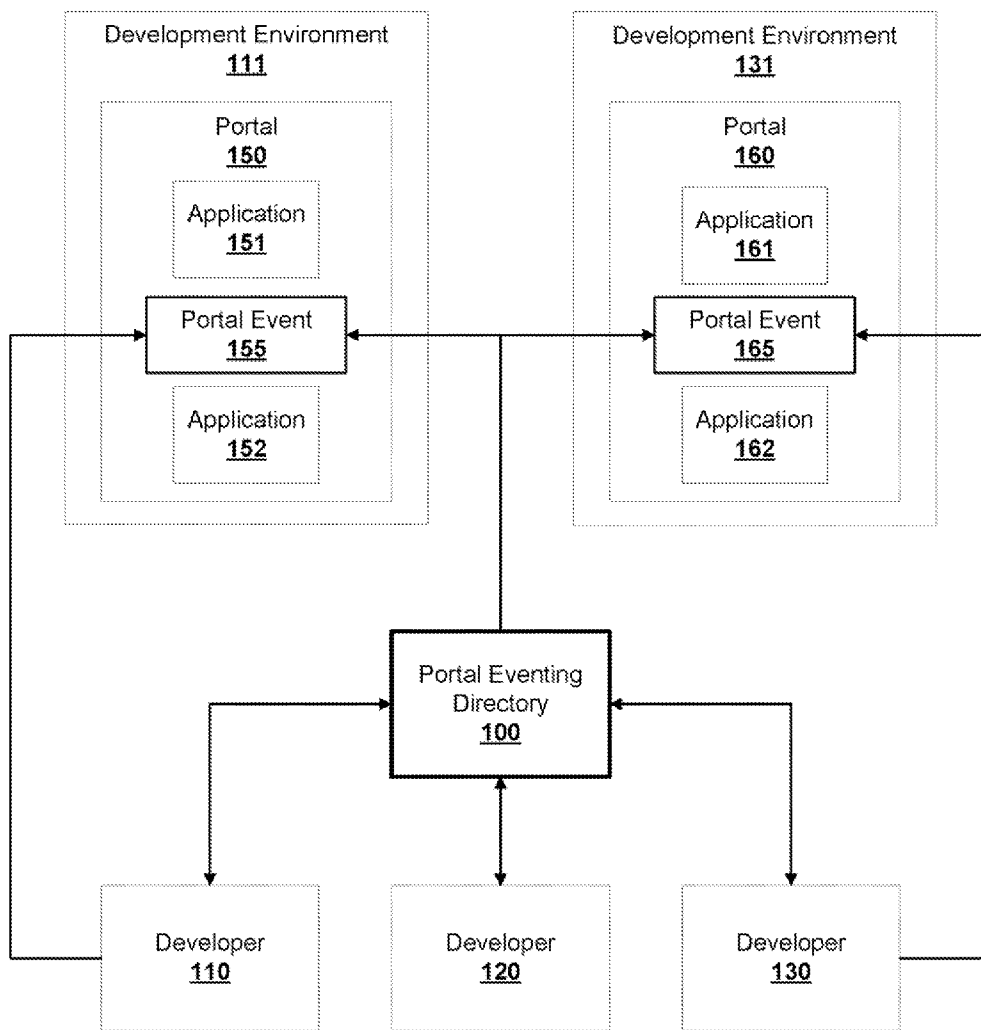 Development Environment
111
Portal
150
Application
151
Portal Event
155
Application
152
Development Environment
131
Portal
160
Application
161
Portal Event
165
Application
162
Portal Eventing
Directory
100
Developer
110
Developer
120
Developer
130